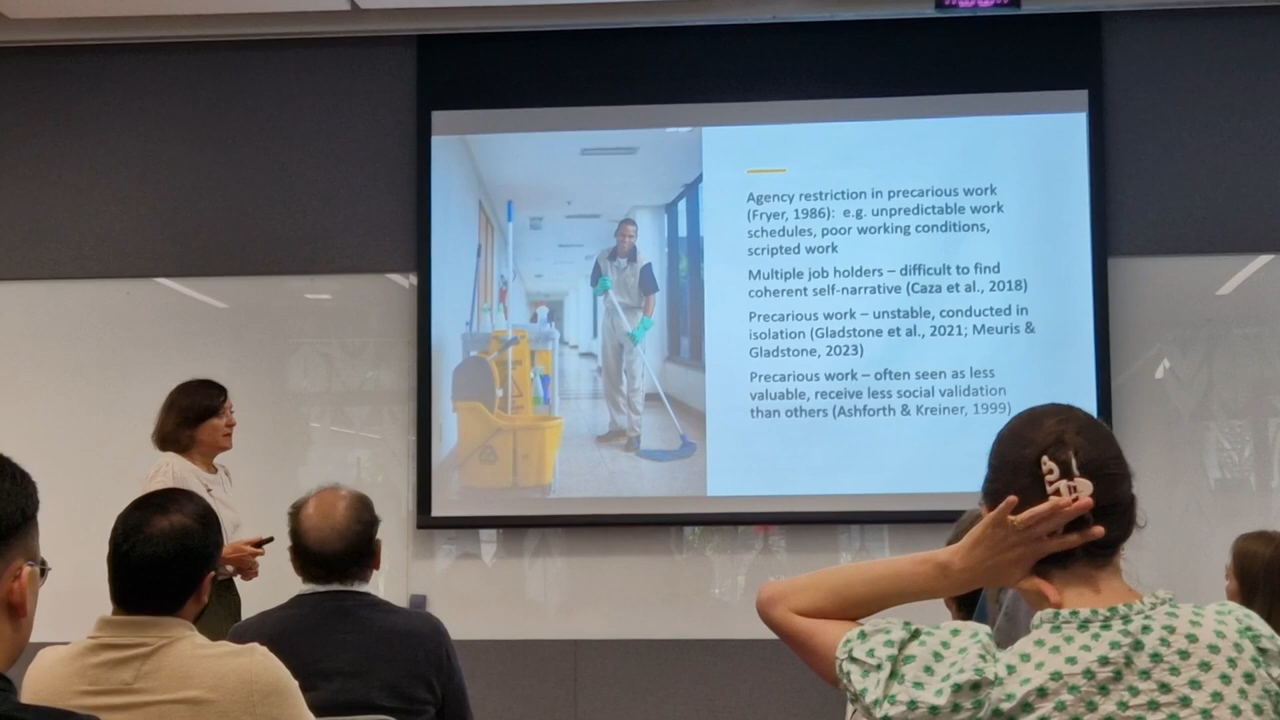 Agency restriction in precarious work
(Fryer, 1986):  e.g. unpredictable work
schedules, poor working conditions,
scripted work
Multiple job holders – difficult to find
coherent self-narrative (Caza et al., 2018)
Precarious work – unstable, conducted in
isolation (Gladstone et al., 2021; Meuris &
Gladstone, 2023)
Precarious work – often seen as less
valuable, receive less social validation
than others (Ashforth & Kreiner, 1999)